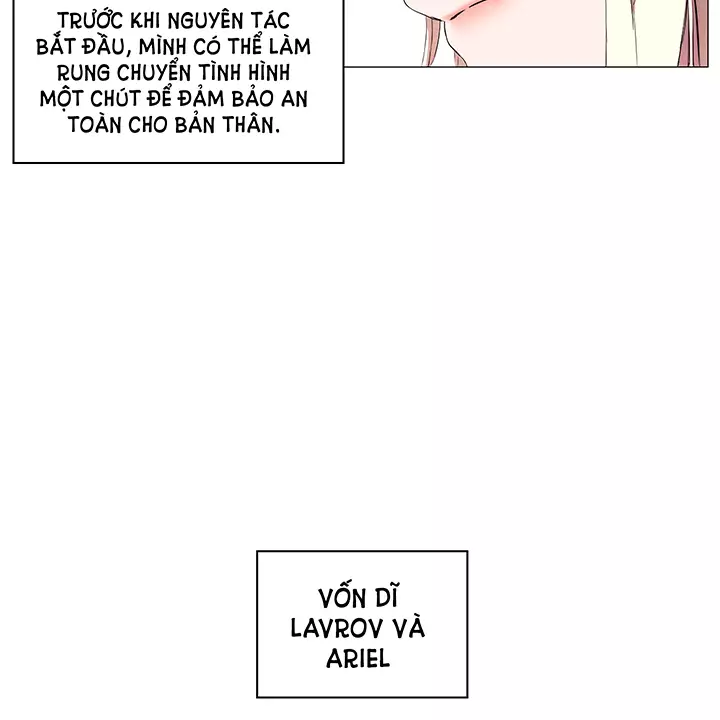 TRƯỚC KHI NGUYÊN TÁC
BẮT ĐẦU, MÌNH CÓ THỂ LÀM
RUNG CHUYỂN TÌNH HÌNH
MỘT CHÚT ĐỂ ĐẢM BẢO AN
TOÀN CHO BẢN THÂN.
VỐN DĨ
LAVROV VÀ
ARIEL